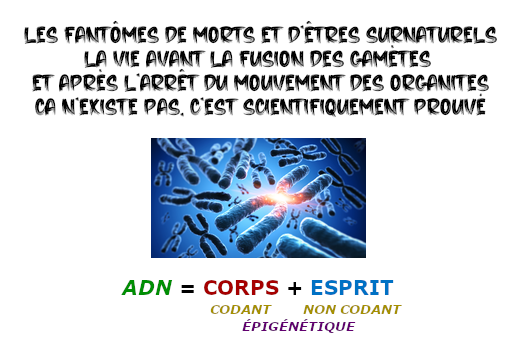 LES FANTÔMES DE MORTS ET D'ÊTRES SURNATURELS
LA VIE AVANT LA FUSION DES GAMÈTES
ET APRÈS L'ARRÊT DU MOUVEMENT DES ORGANITES
ÇA N'EXISTE PAS, C'EST SCIENTIFIQUEMENT PROUVÉ
ADN = CORPS + ESPRIT
CODANT NON CODANT
ÉPIGÉNÉTIQUE